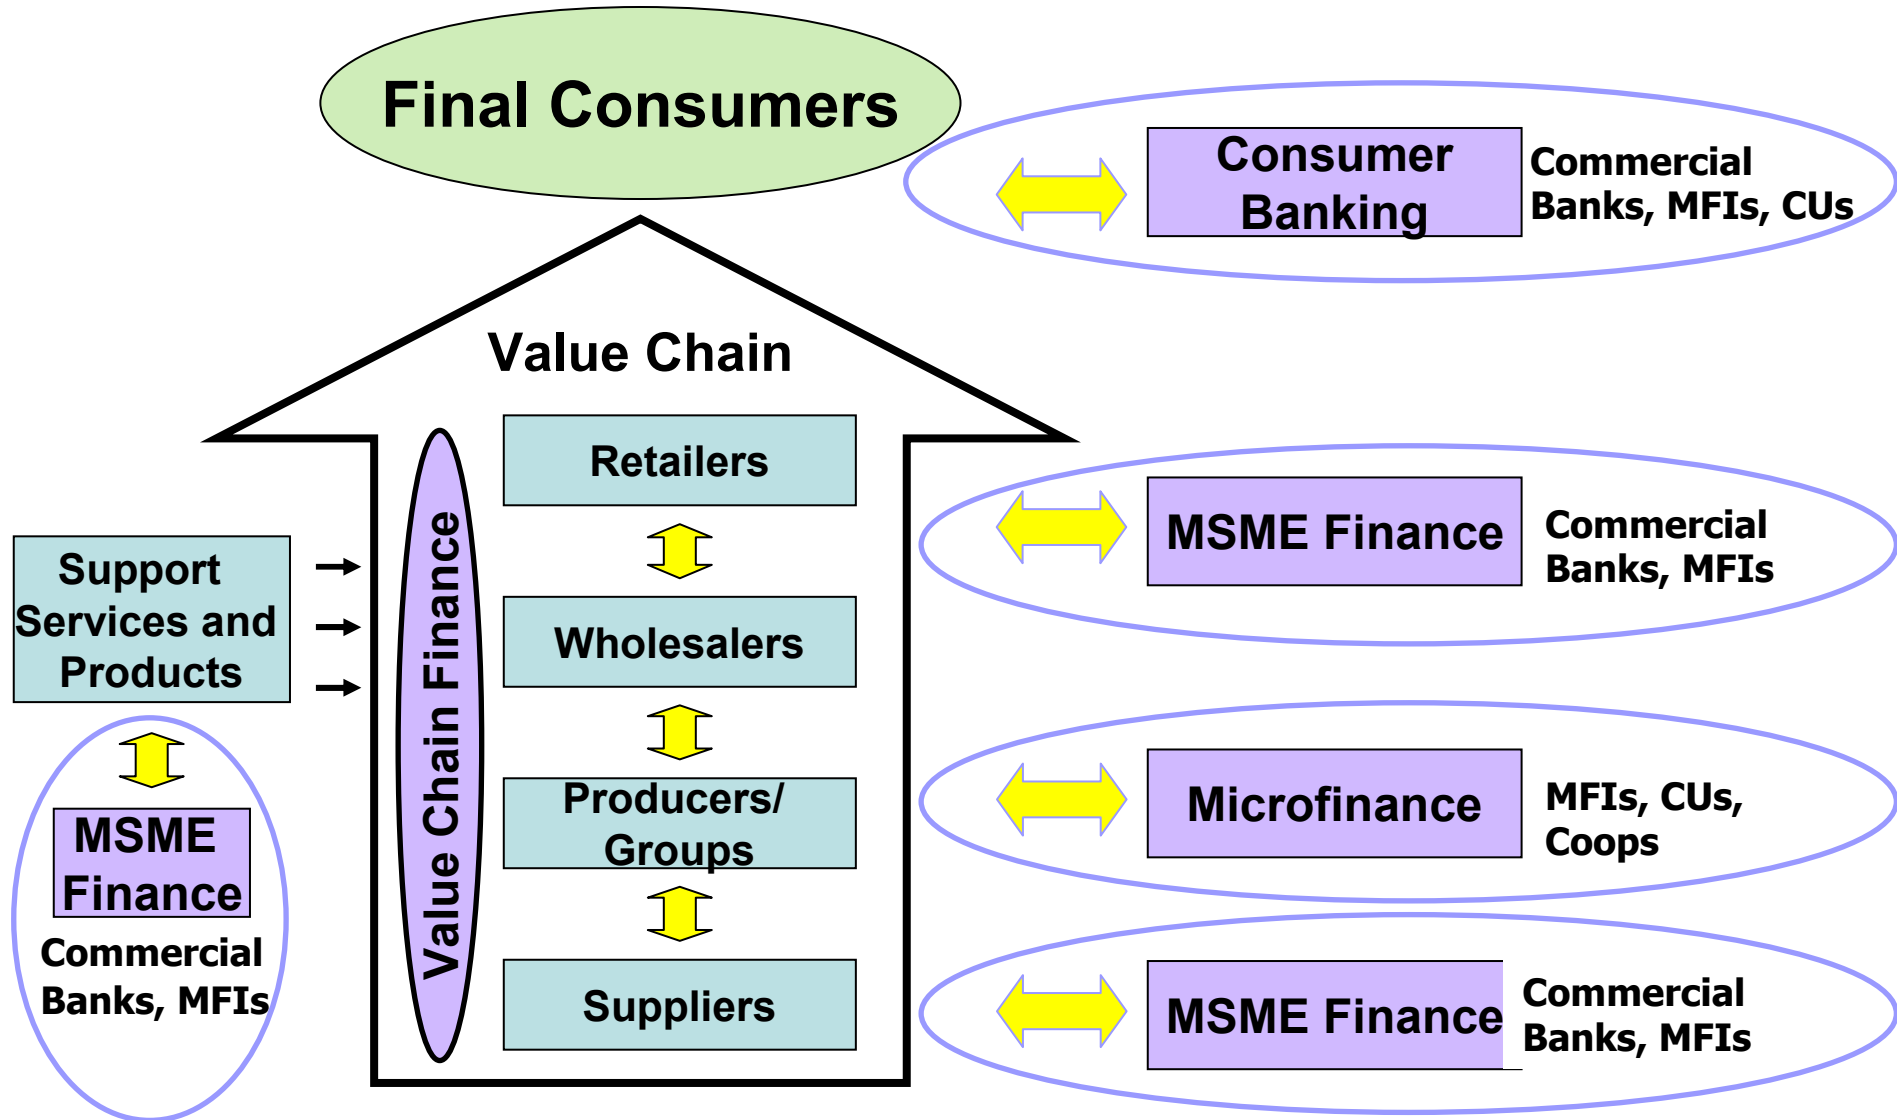 Final Consumers
Consumer
Banking
Commercial
Banks, MFIs, CUs
Value Chain
Value Chain Finance
Retailers
MSME Finance
Commercial
Banks, MFIs
Support
Services and
Products
Wholesalers
Producers/
Groups
Microfinance
MFIs, CUs,
Coops
MSME
Finance
Commercial
Banks, MFIs
Suppliers
MSME Finance
Commercial
Banks, MFIs